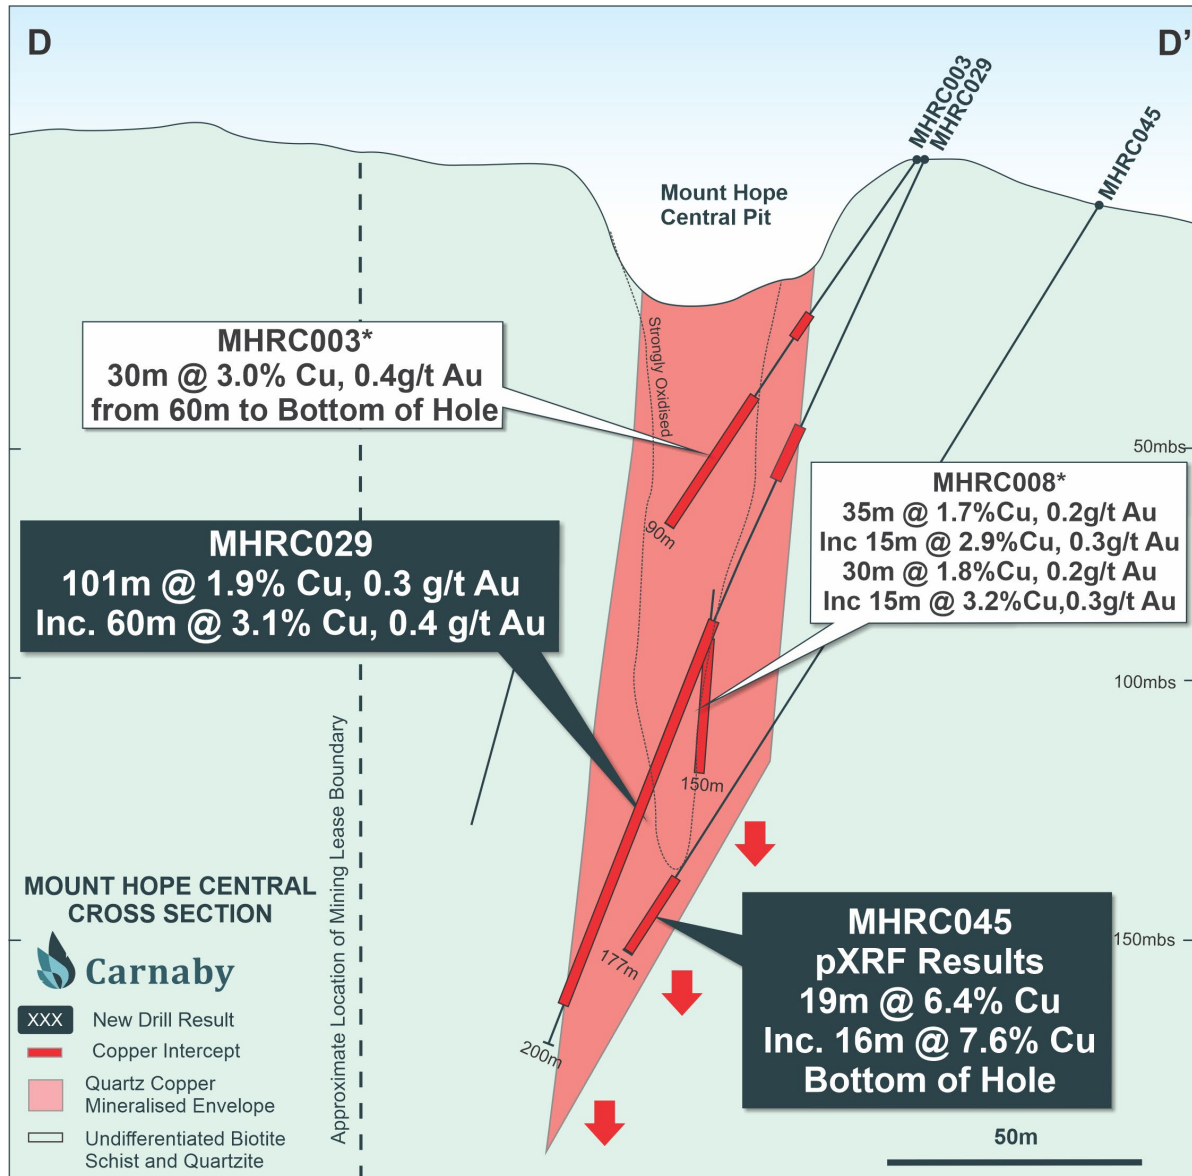 D
D'
MHRC003
MHRC029
MHRC045
Mount Hope
Central Pit
Strongly Oxidised
MHRC003*
30m @ 3.0% Cu, 0.4g/t Au
from 60m to Bottom of Hole
50mbs
90m
MHRC008*
35m @ 1.7%Cu, 0.2g/t Au
Inc 15m @ 2.9%Cu, 0.3g/t Au
30m @ 1.8%Cu, 0.2g/t Au
Inc 15m @ 3.2%Cu,0.3g/t Au
MHRC029
101m @ 1.9% Cu, 0.3 g/t Au
Inc. 60m @ 3.1% Cu, 0.4 g/t Au
100mbs
150m
Approximate Location of Mining Lease Boundary
MHRC045
pXRF Results
19m @ 6.4% Cu
Inc. 16m @ 7.6% Cu
Bottom of Hole
150mbs
177m
200m
MOUNT HOPE CENTRAL
CROSS SECTION
Carnaby
XXX New Drill Result
Copper Intercept
Quartz Copper
Mineralised Envelope
Undifferentiated Biotite
Schist and Quartzite
50m